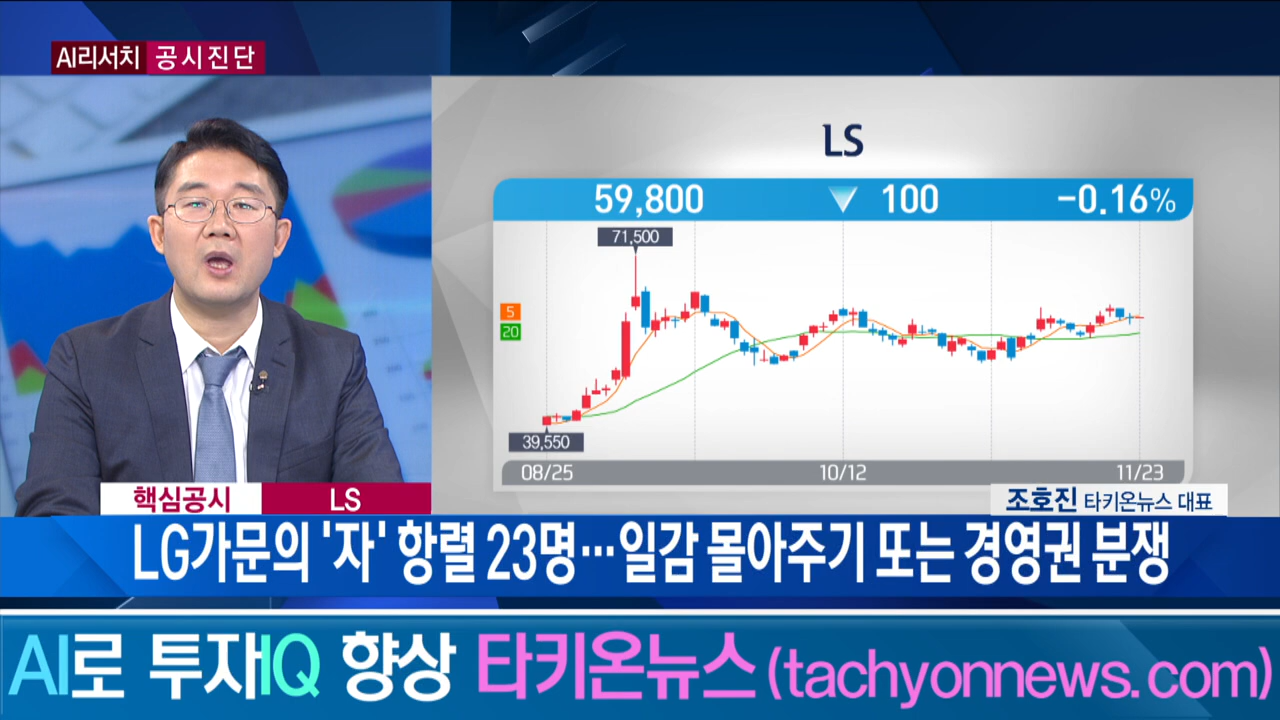 AI리서치 공시진단
LS
59,800 ▼ 100 -0.16%
71,500
5
20
39,550
08/25 10/12 11/23
조호진 타키온뉴스 대표
핵심공시 LS
LG가문의 '자' 항렬 23명…일감 몰아주기 또는 경영권 분쟁
AI로 투자IQ 향상 타키온뉴스(tachyonnews.com)